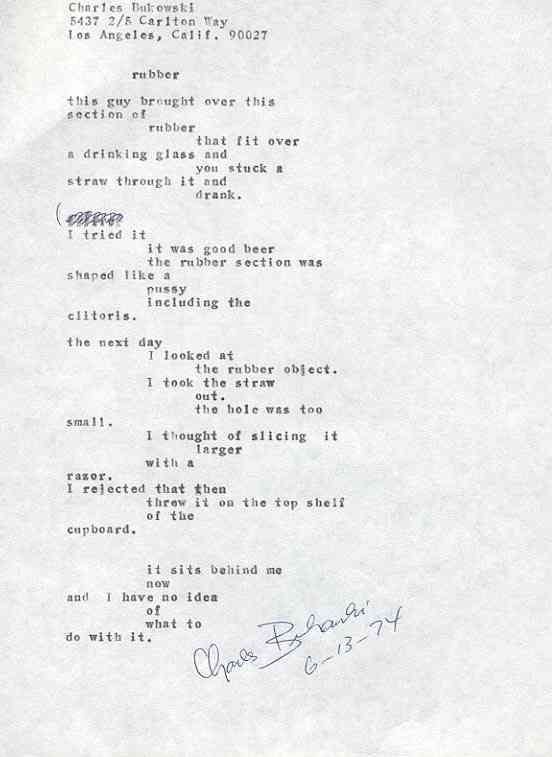 Charles Bukowski
5437 2/5 Carlton Way
Los Angeles, Calif. 90027
rubber
this guy brought over this
section of
rubber
that fit over
a drinking glass and
you stuck a
straw through it and
drank.
I tried it
it was good beer
the rubber section was
shaped like a
pussy
including the
clitoris.
the next day
I looked at
the rubber object.
I took the straw
out.
the hole was too
small.
I thought of slicing it
larger
with a
razor.
I rejected that then
threw it on the top shelf
of the
cupboard.
it sits behind me
now
and I have no idea
of
what to
do with it.
Charles Bukowski
6-13-74